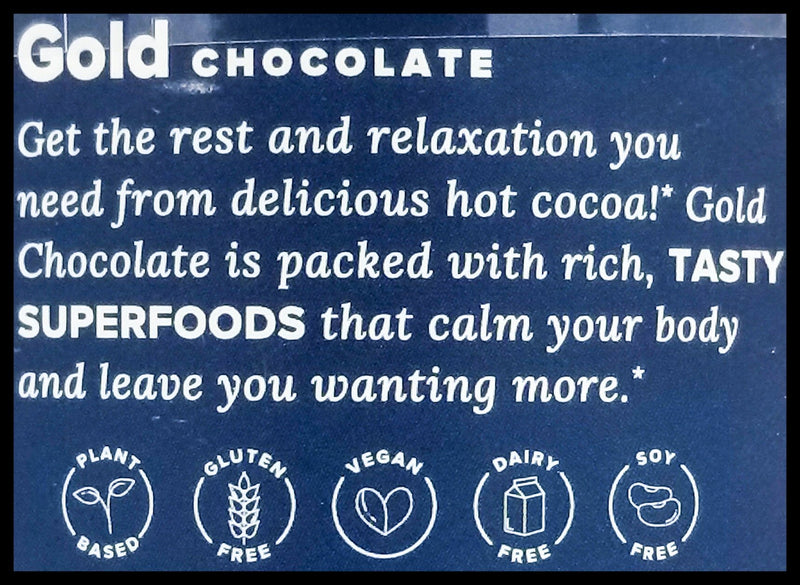 Gold CHOCOLATE
Get the rest and relaxation you
need from delicious hot cocoa!* Gold
Chocolate is packed with rich, TASTY
SUPERFOODS that calm your body
and leave you wanting more.*
PLANT BASED
GLUTEN FREE
VEGAN
DAIRY FREE
SOY FREE